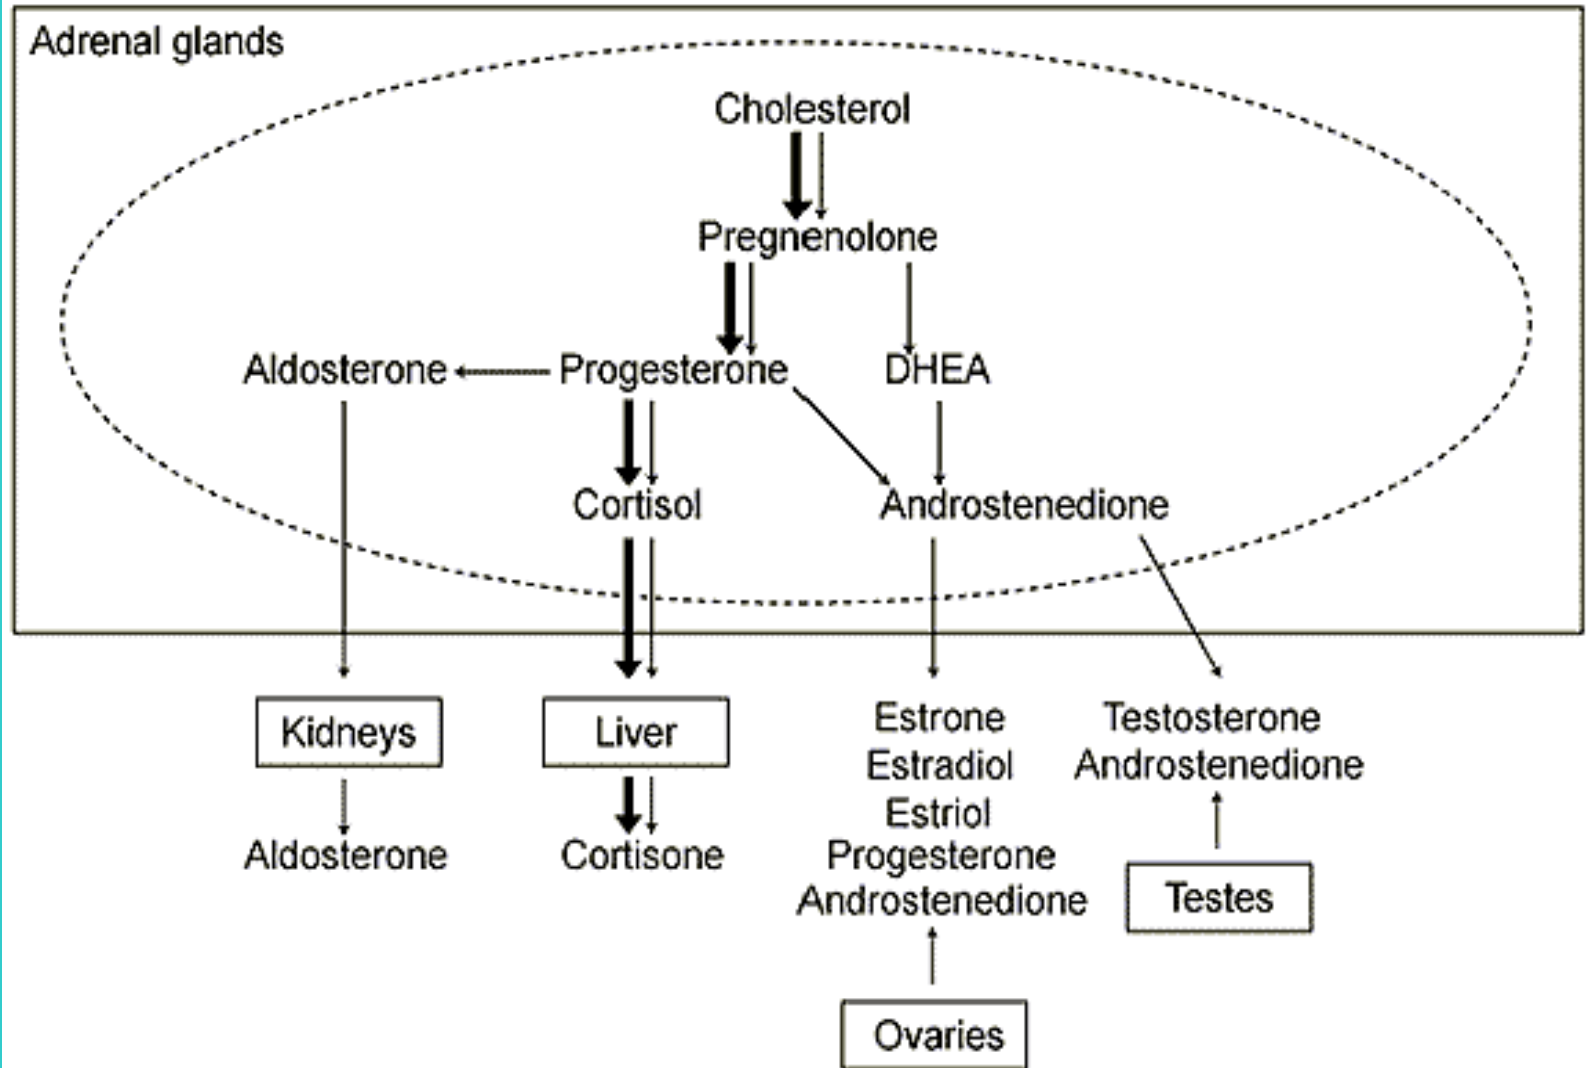 Adrenal glands
Cholesterol
Pregnenolone
Aldosterone
Progesterone
DHEA
Cortisol
Androstenedione
Kidneys
Liver
Estrone
Estradiol
Estriol
Progesterone
Androstenedione
Testosterone
Androstenedione
Aldosterone
Cortisone
Testes
Ovaries